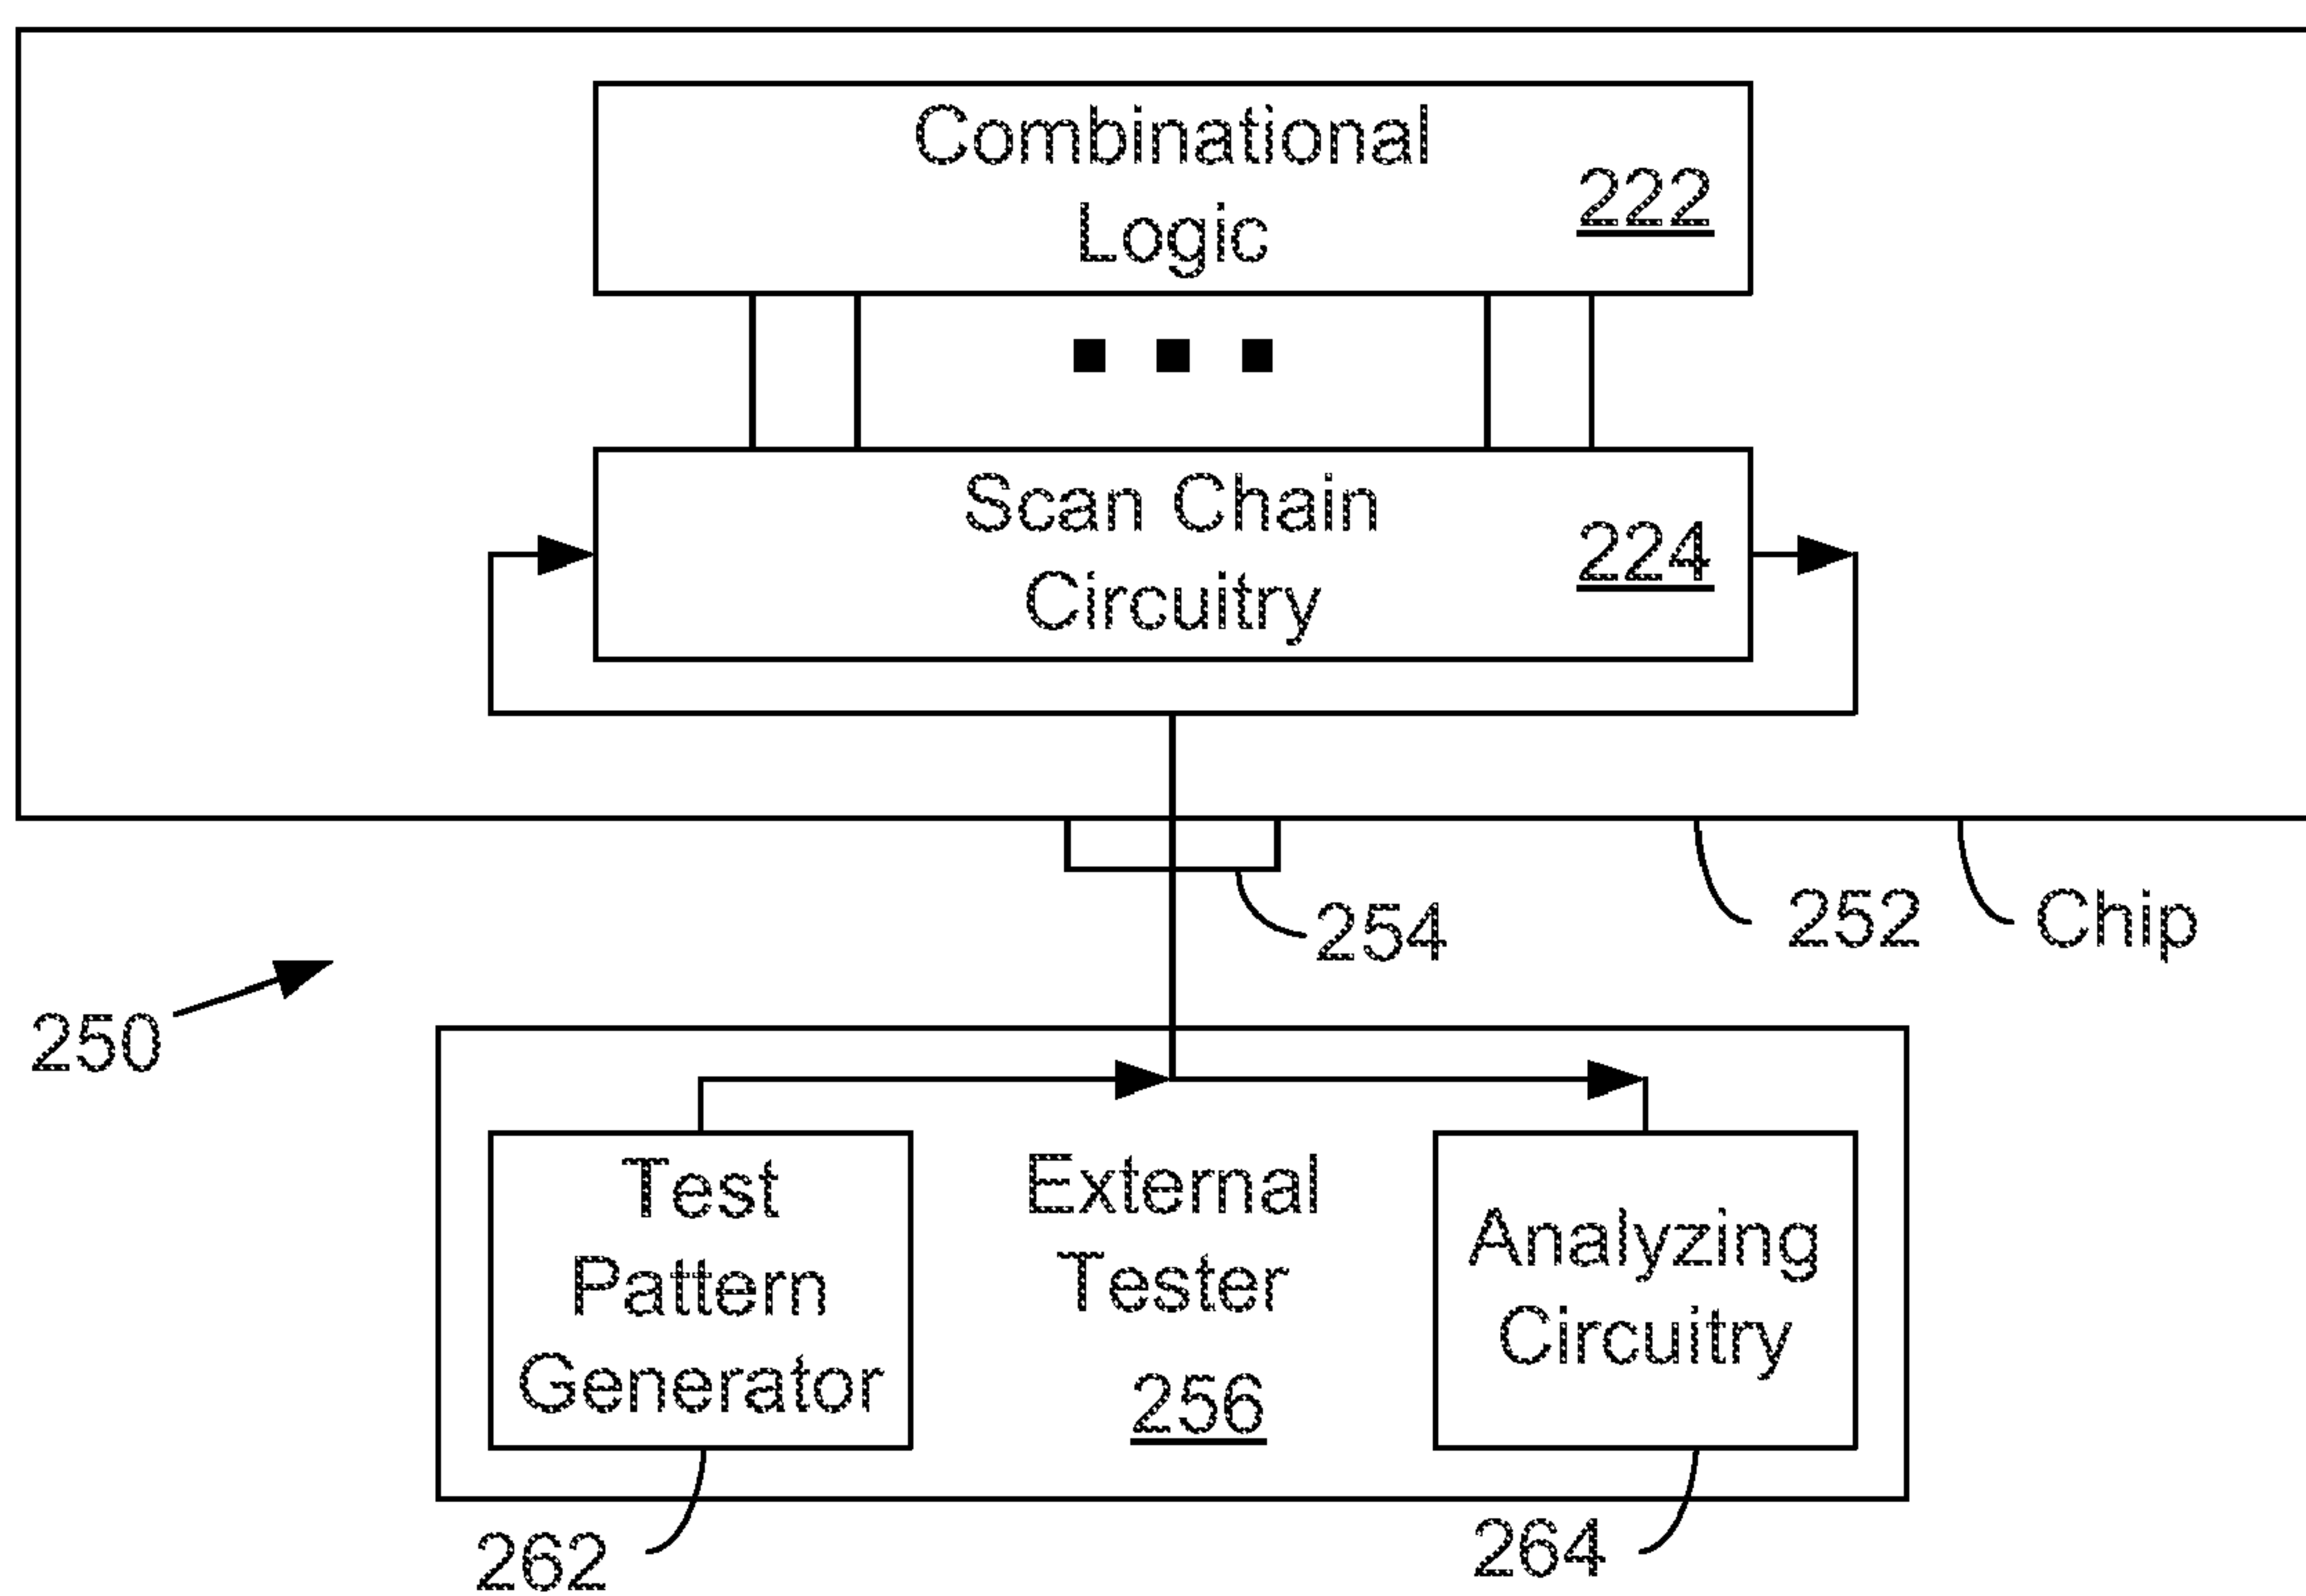 Combinational
Logic
222
Scan Chain
Circuitry
224
254
252
Chip
250
Test
Pattern
Generator
External
Tester
256
Analyzing
Circuitry
262
264